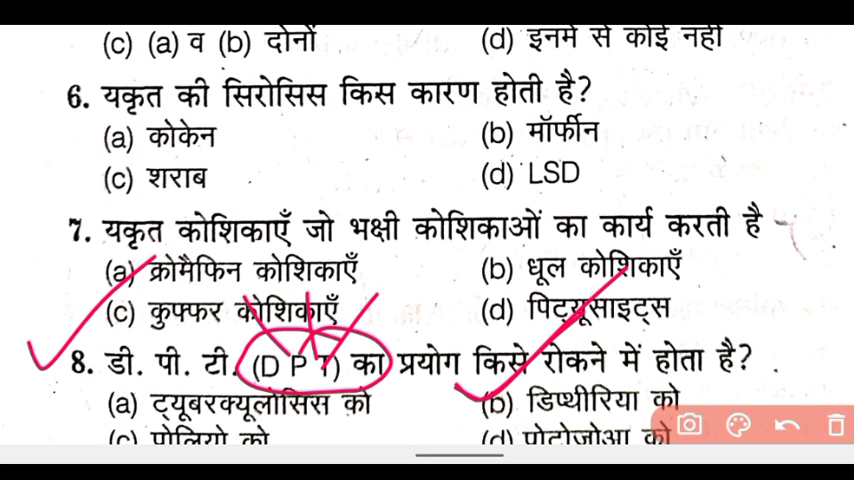 (c) (a) व (b) दोनों (d) इनमें से कोई नहीं
6. यकृत की सिरोसिस किस कारण होती है?
(a) कोकेन (b) मॉर्फीन
(c) शराब (d) LSD
7. यकृत कोशिकाएँ जो भक्षी कोशिकाओं का कार्य करती है
(a) क्रोमैफिन कोशिकाएँ (b) धूल कोशिकाएँ
(c) कुफ्फर कोशिकाएँ (d) पिट्यूसाइट्स
8. डी. पी. टी. (D P T) का प्रयोग किसे रोकने में होता है?
(a) ट्यूबरक्यूलोसिस को (b) डिप्थीरिया को
(c) पोलियो को (d) प्रोटोजोआ को